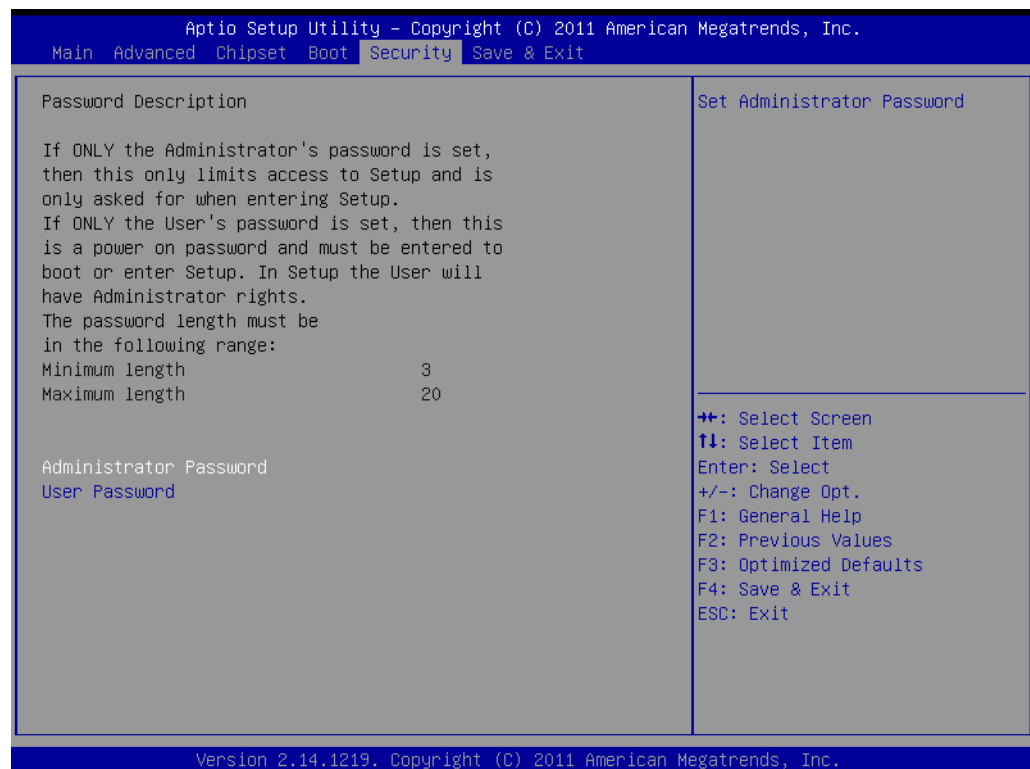 Aptio Setup Utility – Copyright (C) 2011 American Megatrends, Inc.
Main Advanced Chipset Boot Security Save & Exit
Password Description
If ONLY the Administrator's password is set,
then this only limits access to Setup and is
only asked for when entering Setup.
If ONLY the User's password is set, then this
is a power on password and must be entered to
boot or enter Setup. In Setup the User will
have Administrator rights.
The password length must be
in the following range:
Minimum length 3
Maximum length 20
Administrator Password
User Password
Set Administrator Password
→←: Select Screen
↑↓: Select Item
Enter: Select
+/-: Change Opt.
F1: General Help
F2: Previous Values
F3: Optimized Defaults
F4: Save & Exit
ESC: Exit
Version 2.14.1219. Copyright (C) 2011 American Megatrends, Inc.